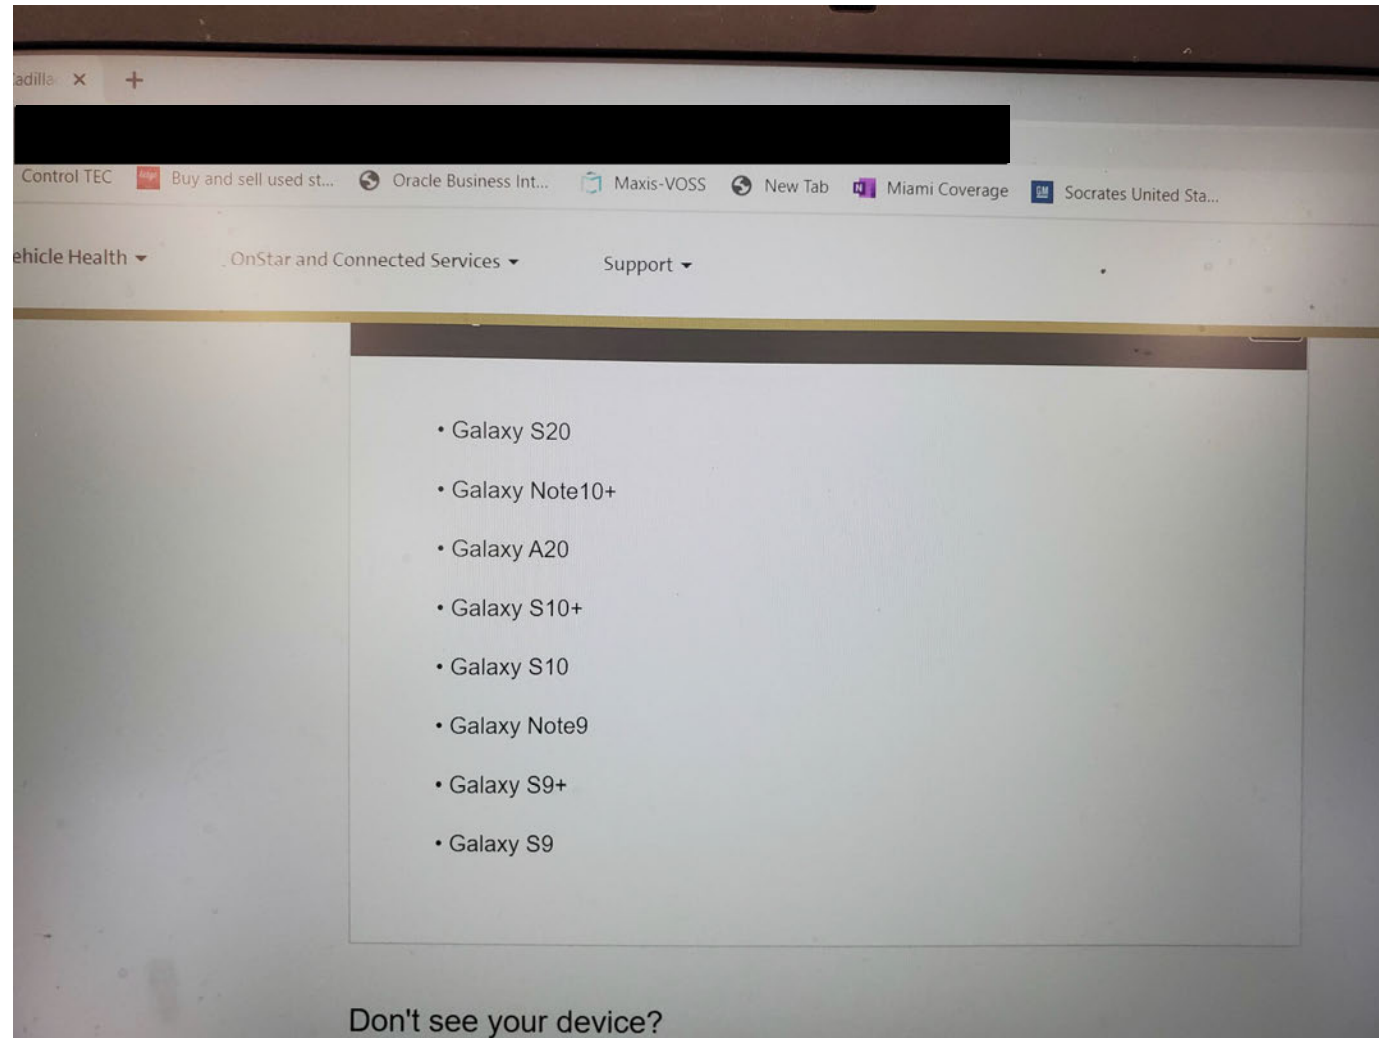 adilla
Control TEC Buy and sell used st... Oracle Business Int... Maxis-VOSS New Tab Miami Coverage GM Socrates United Sta...
ehicle Health OnStar and Connected Services Support
• Galaxy S20
• Galaxy Note10+
• Galaxy A20
• Galaxy S10+
• Galaxy S10
• Galaxy Note9
• Galaxy S9+
• Galaxy S9
Don't see your device?